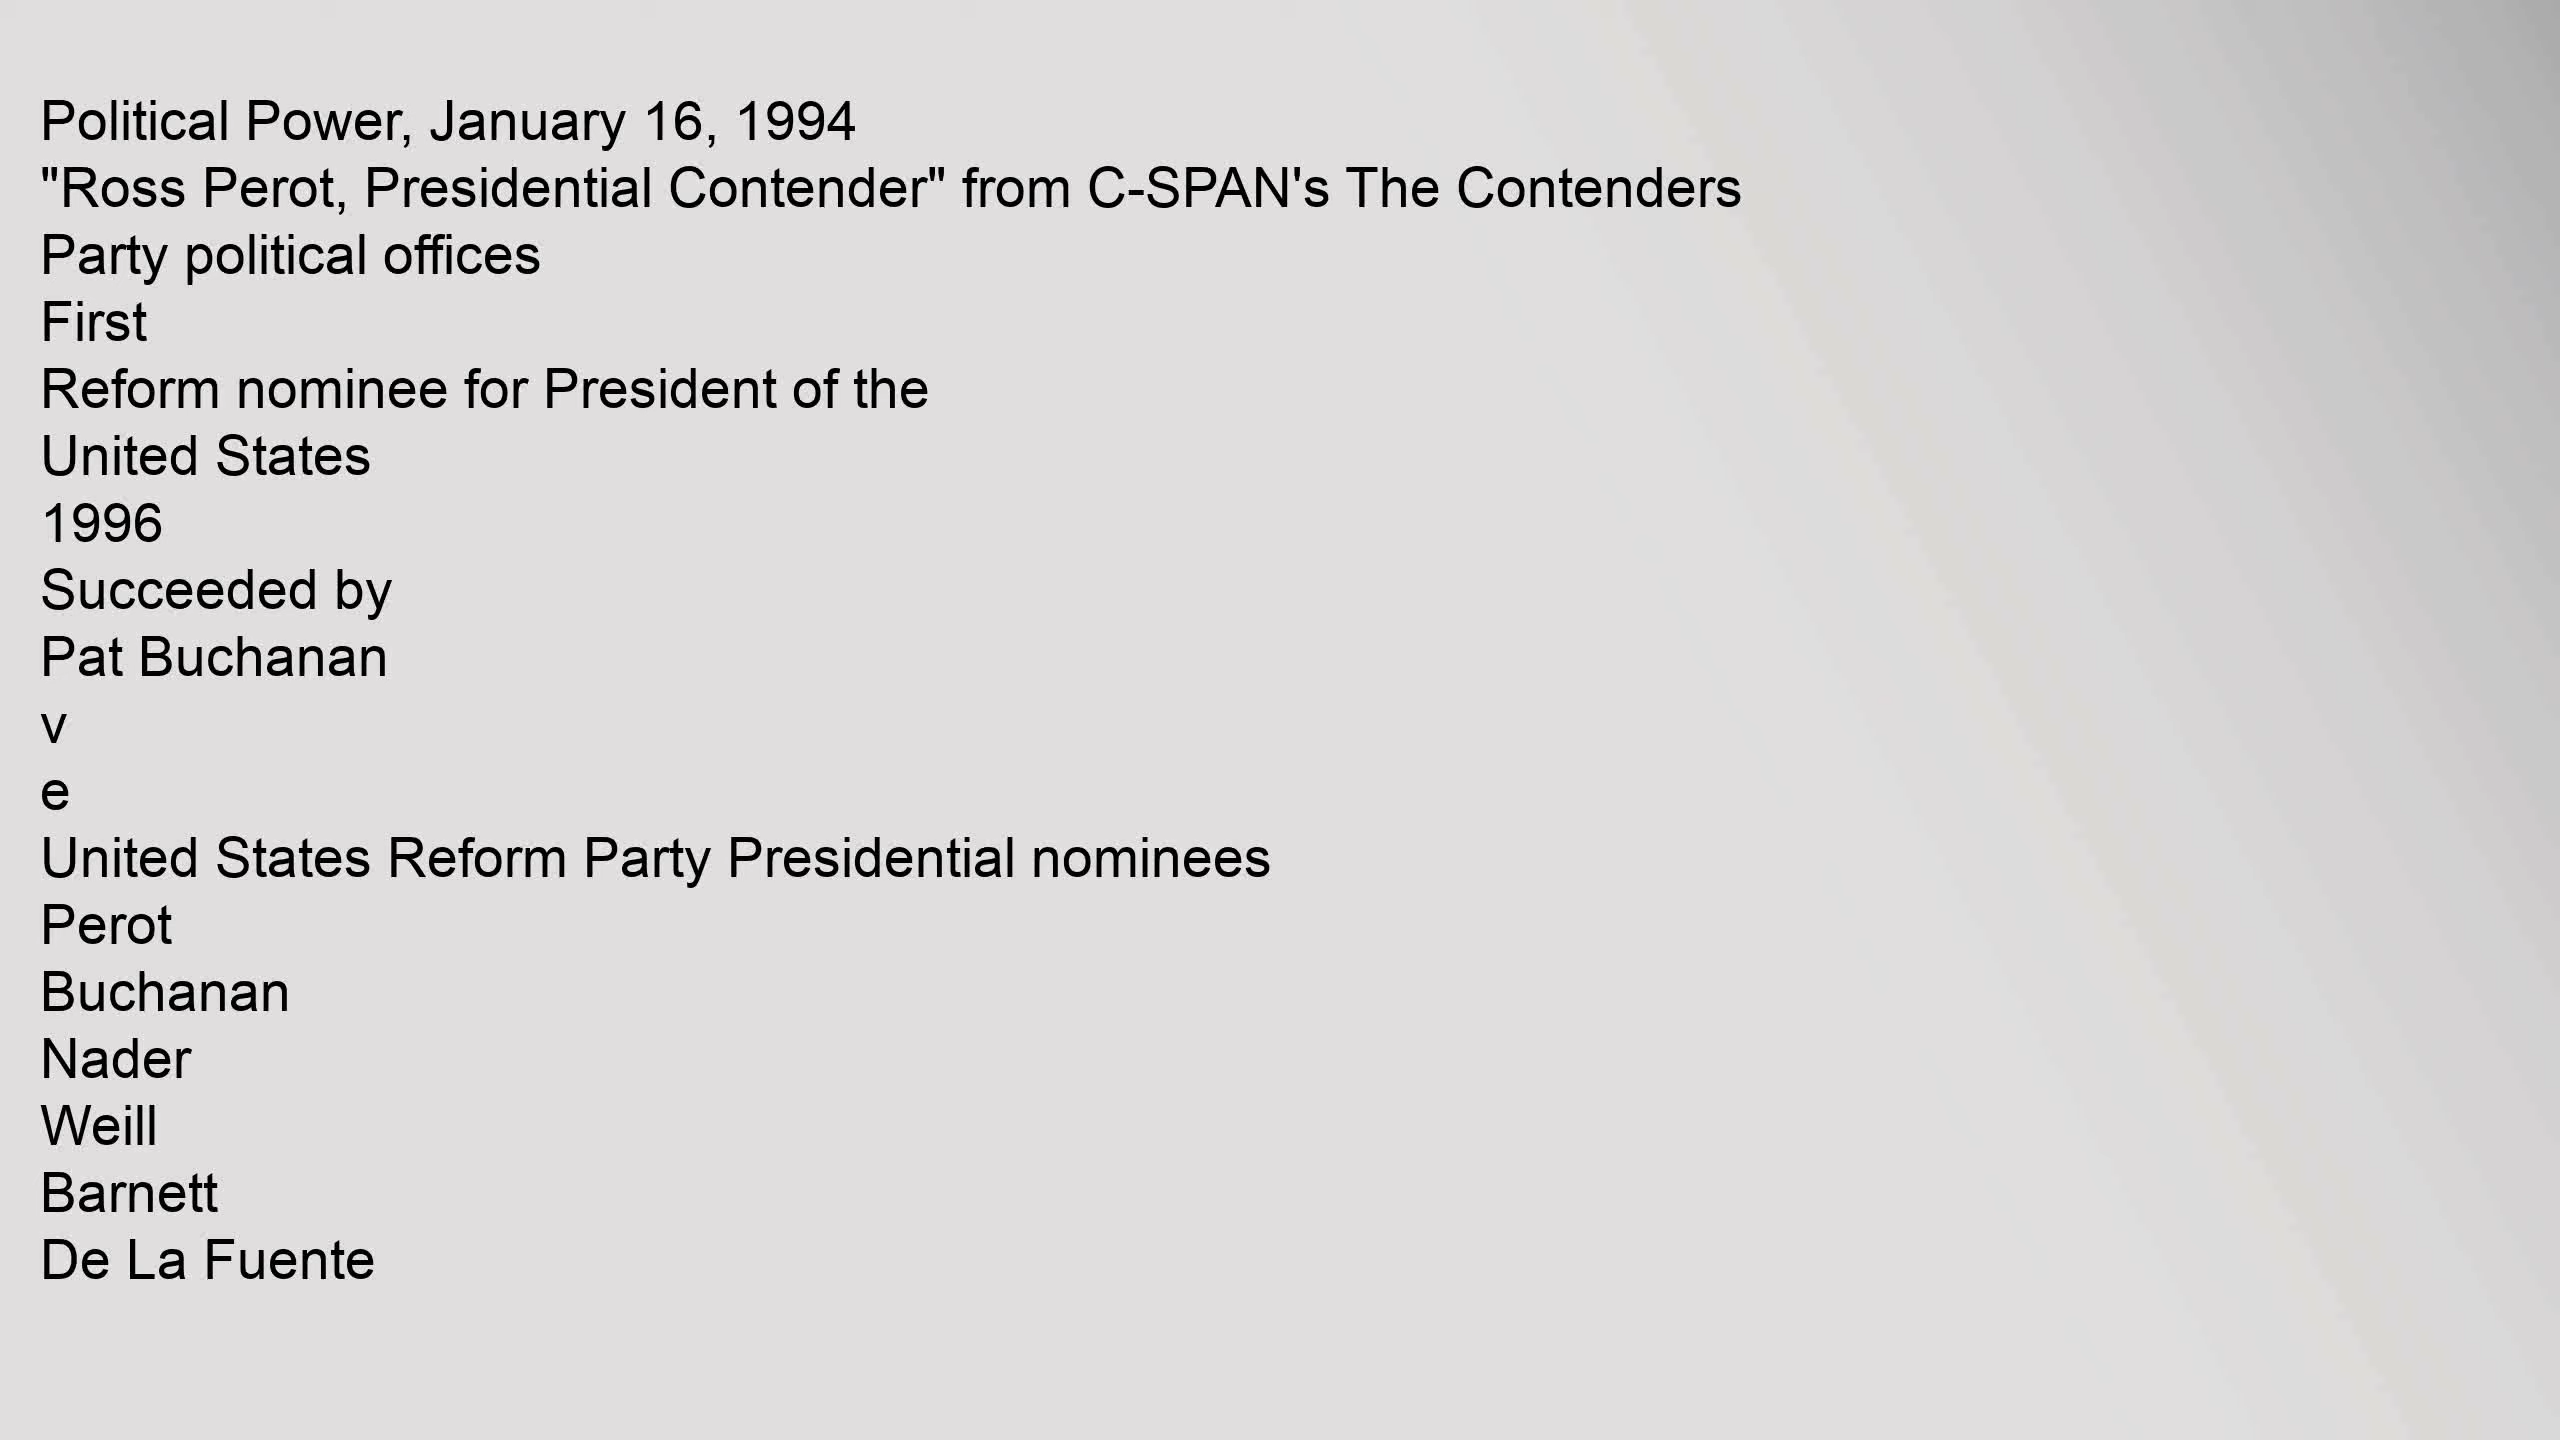 Political Power, January 16, 1994
"Ross Perot, Presidential Contender" from C-SPAN's The Contenders
Party political offices
First
Reform nominee for President of the
United States
1996
Succeeded by
Pat Buchanan
v
e
United States Reform Party Presidential nominees
Perot
Buchanan
Nader
Weill
Barnett
De La Fuente